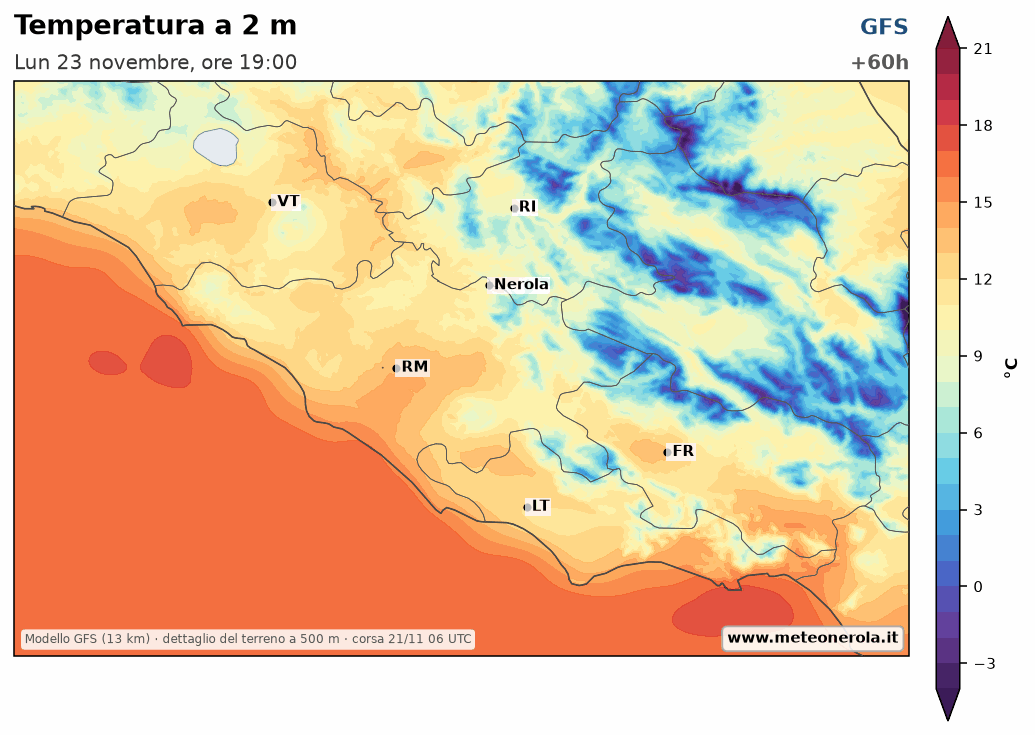 Temperatura a 2 m
GFS
Lun 23 novembre, ore 19:00
+60h
VT
RI
Nerola
RM
FR
LT
Modello GFS (13 km) · dettaglio del terreno a 500 m · corsa 21/11 06 UTC
www.meteonerola.it
21
18
15
12
9
6
3
0
−3
°C